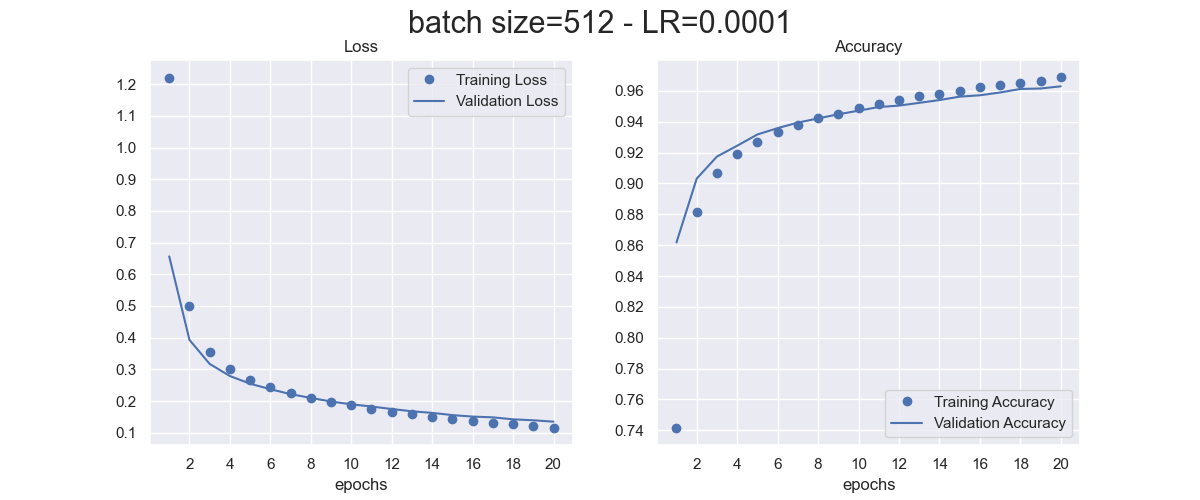 batch size=512 - LR=0.0001
Loss
1.2
1.1
1.0
0.9
0.8
0.7
0.6
0.5
0.4
0.3
0.2
0.1
Training Loss
Validation Loss
2 4 6 8 10 12 14 16 18 20
epochs
Accuracy
0.96
0.94
0.92
0.90
0.88
0.86
0.84
0.82
0.80
0.78
0.76
0.74
Training Accuracy
Validation Accuracy
2 4 6 8 10 12 14 16 18 20
epochs